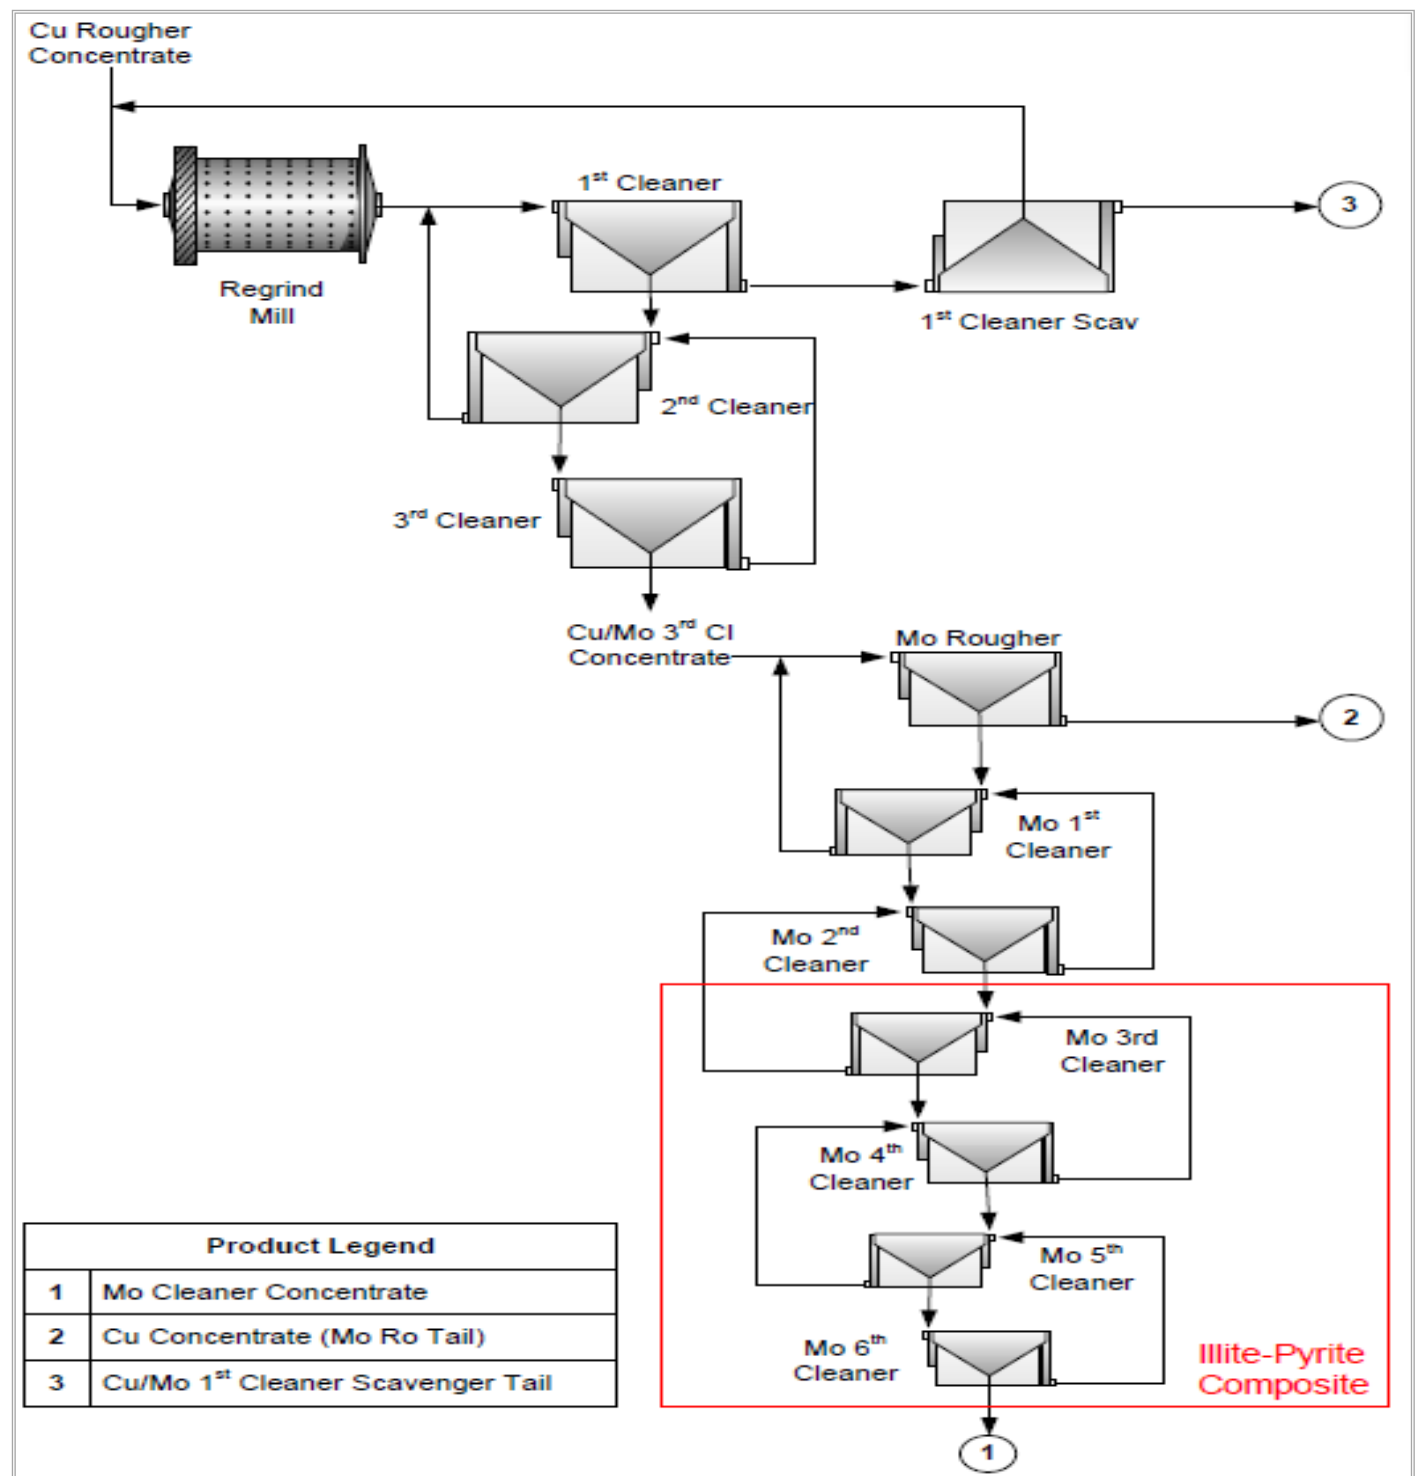 Cu Rougher
Concentrate
1st Cleaner
3
Regrind
Mill
1st Cleaner Scav
2nd Cleaner
3rd Cleaner
Cu/Mo 3rd Cl
Concentrate
Mo Rougher
2
Mo 1st
Cleaner
Mo 2nd
Cleaner
Mo 3rd
Cleaner
Mo 4th
Cleaner
Mo 5th
Cleaner
Mo 6th
Cleaner
Illite-Pyrite
Composite
1
Product Legend
1 Mo Cleaner Concentrate
2 Cu Concentrate (Mo Ro Tail)
3 Cu/Mo 1st Cleaner Scavenger Tail